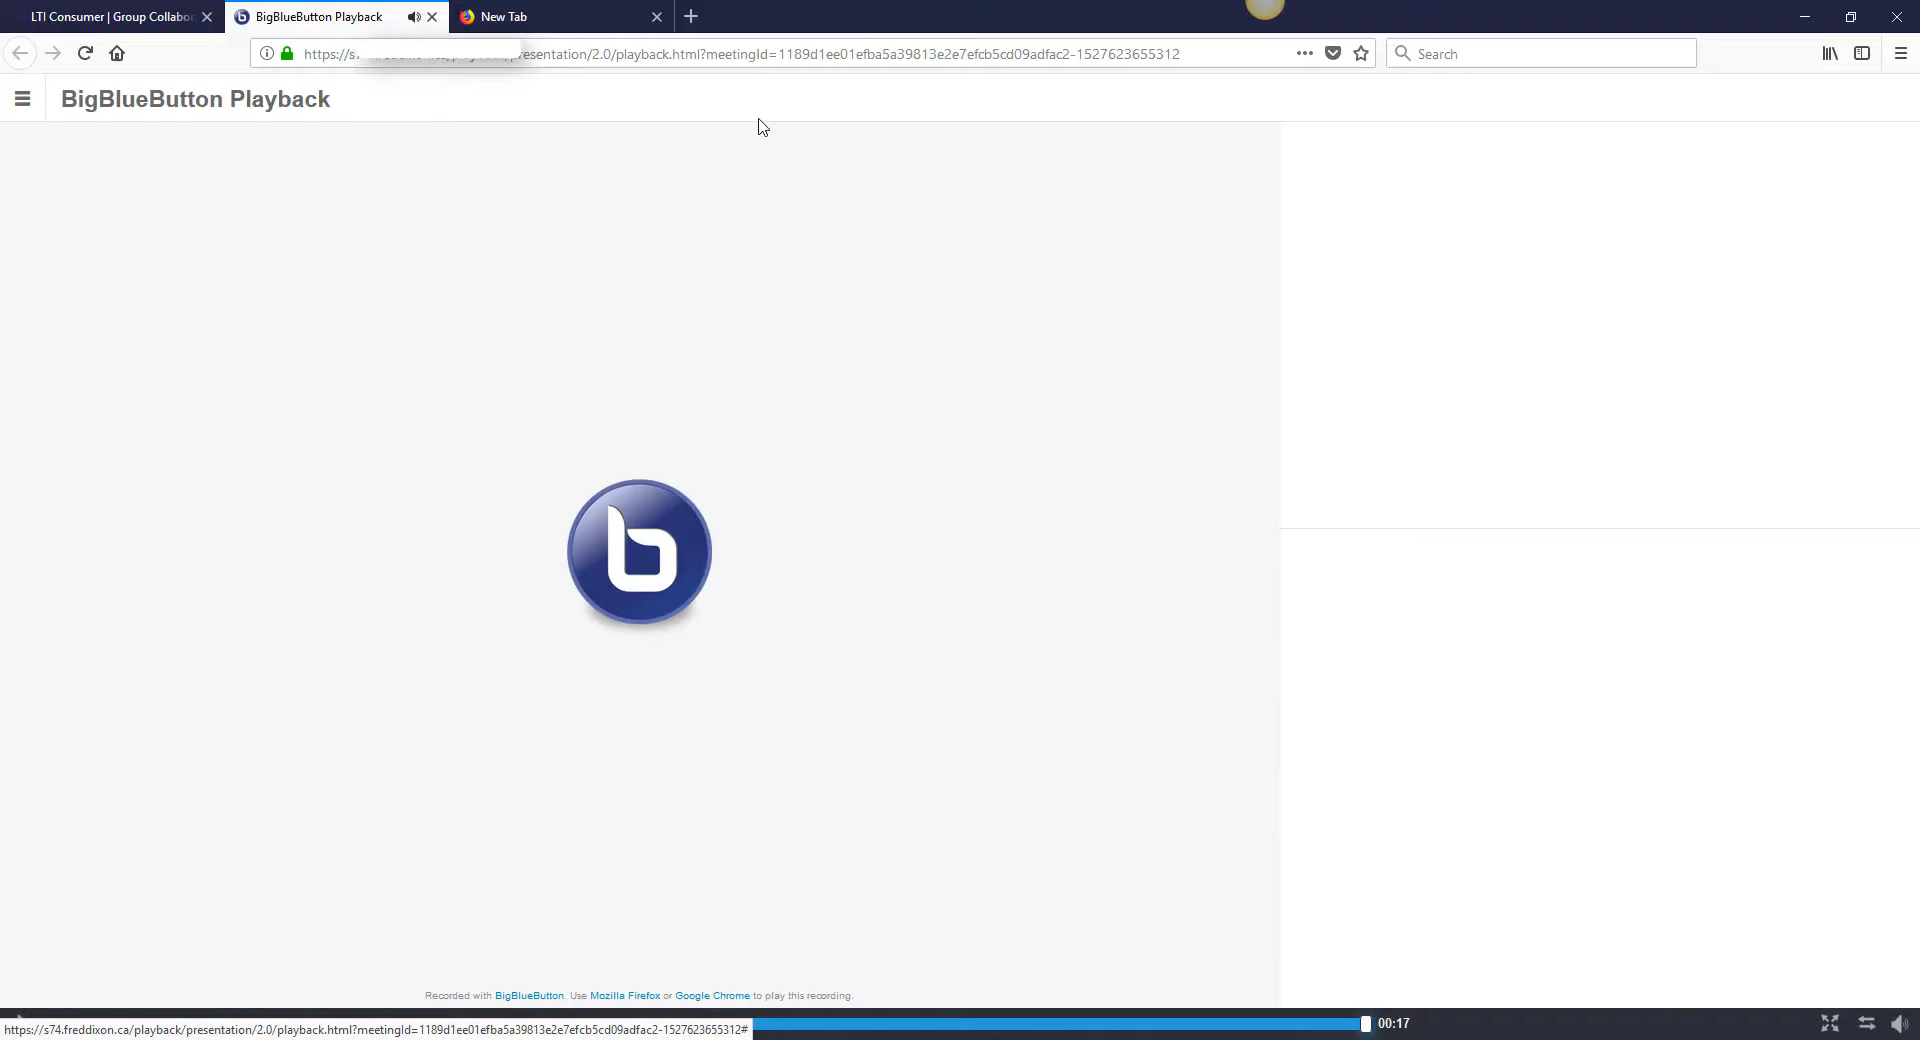 LTI Consumer | Group Collabo
BigBlueButton Playback
New Tab
https://s
resentation/2.0/playback.html?meetingId=1189d1ee01efba5a39813e2e7efcb5cd09adfac2-1527623655312
Search
BigBlueButton Playback
Recorded with BigBlueButton. Use Mozilla Firefox or Google Chrome to play this recording.
https://s74.freddixon.ca/playback/presentation/2.0/playback.html?meetingId=1189d1ee01efba5a39813e2e7efcb5cd09adfac2-1527623655312#
00:17